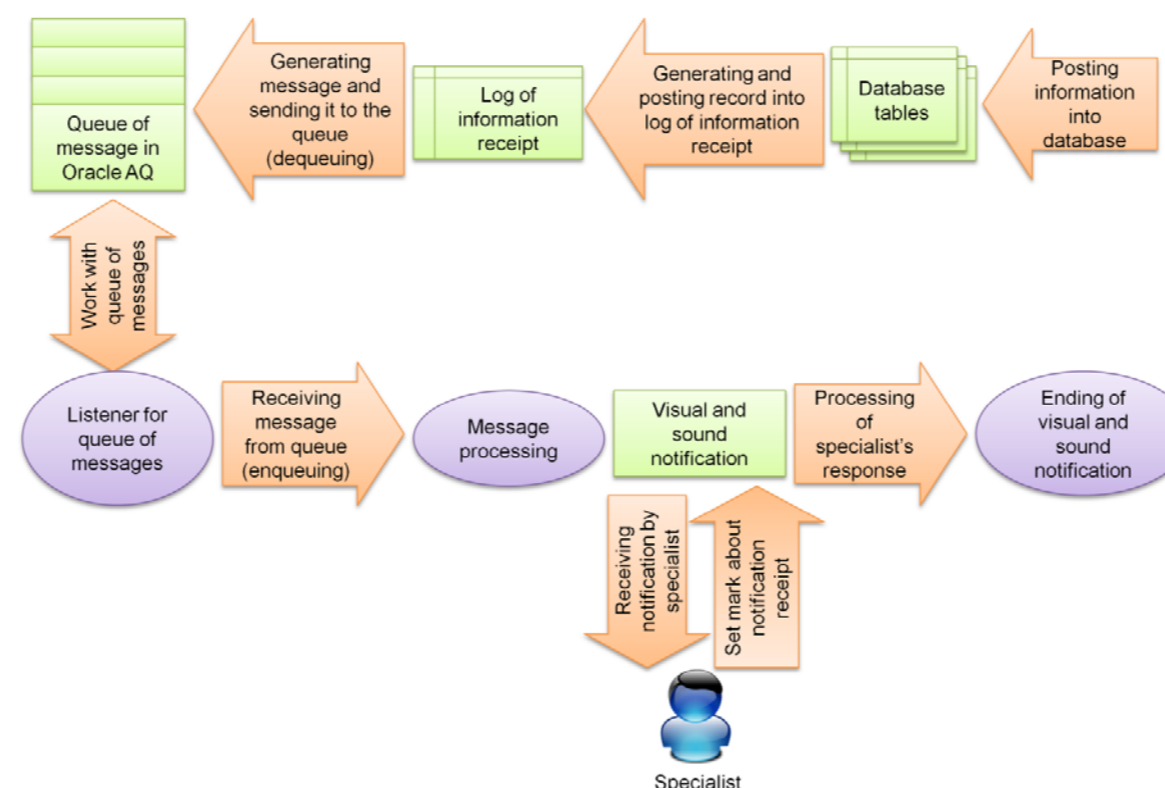 Queue of
message in
Oracle AQ
Generating
message and
sending it to the
queue
(dequeuing)
Log of
information
receipt
Generating and
posting record into
log of information
receipt
Database
tables
Posting
information
into
database
Work with
queue of
messages
Listener for
queue of
messages
Receiving
message
from queue
(enqueuing)
Message
processing
Visual and
sound
notification
Processing
of
specialist's
response
Ending of
visual and
sound
notification
Receiving
notification by
specialist
Set mark about
notification
receipt
Specialist